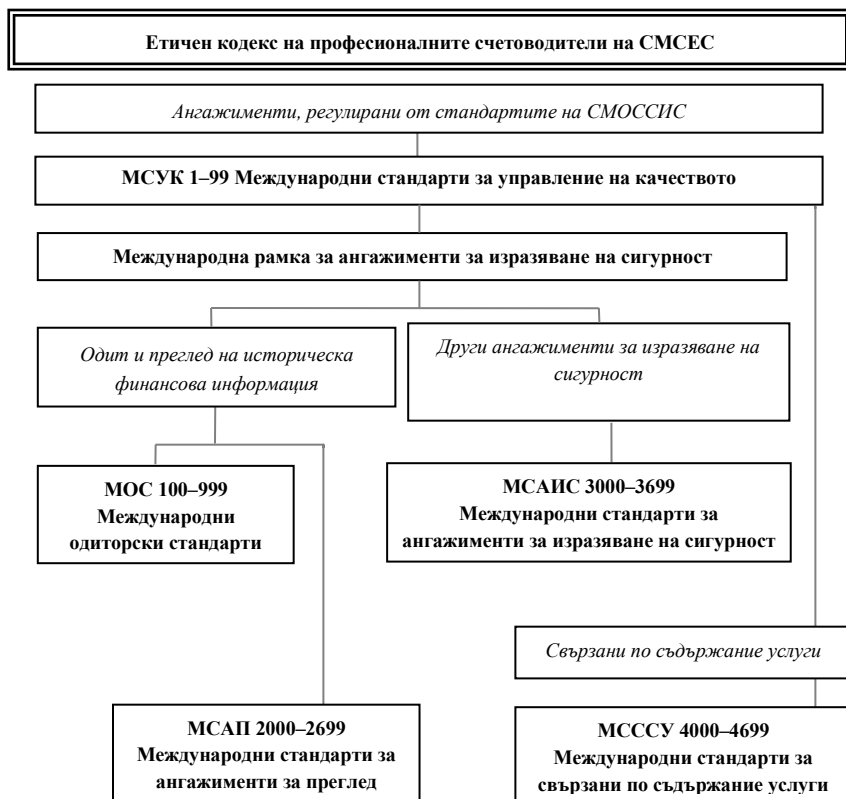 Етичен кодекс на професионалните счетоводители на СМСЕС
Ангажименти, регулирани от стандартите на СМОССИС
МСУК 1–99 Международни стандарти за управление на качеството
Международна рамка за ангажименти за изразяване на сигурност
Одит и преглед на историческа
финансова информация
Други ангажименти за изразяване на
сигурност
МОС 100–999
Международни
одиторски стандарти
МСАИС 3000–3699
Международни стандарти за
ангажименти за изразяване на сигурност
Свързани по съдържание услуги
МСАП 2000–2699
Международни стандарти за
ангажименти за преглед
МСССУ 4000–4699
Международни стандарти за
свързани по съдържание услуги